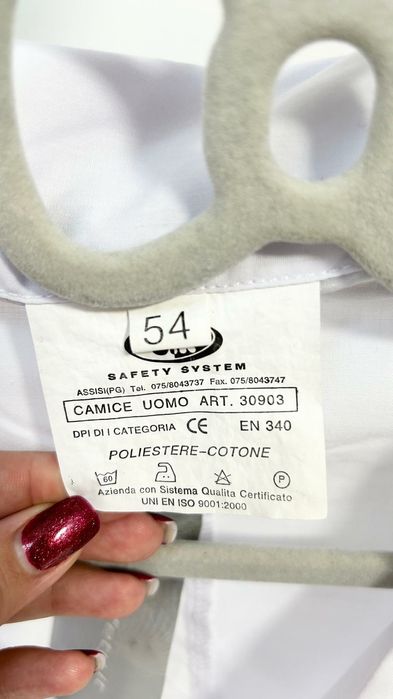 54
SAFETY SYSTEM
ASSISI(PG) Tel. 075/8043737 Fax. 075/8043747
CAMICE UOMO ART. 30903
DPI DI I CATEGORIA CE EN 340
POLIESTERE-COTONE
60 P
Azienda con Sistema Qualita Certificato
UNI EN ISO 9001:2000